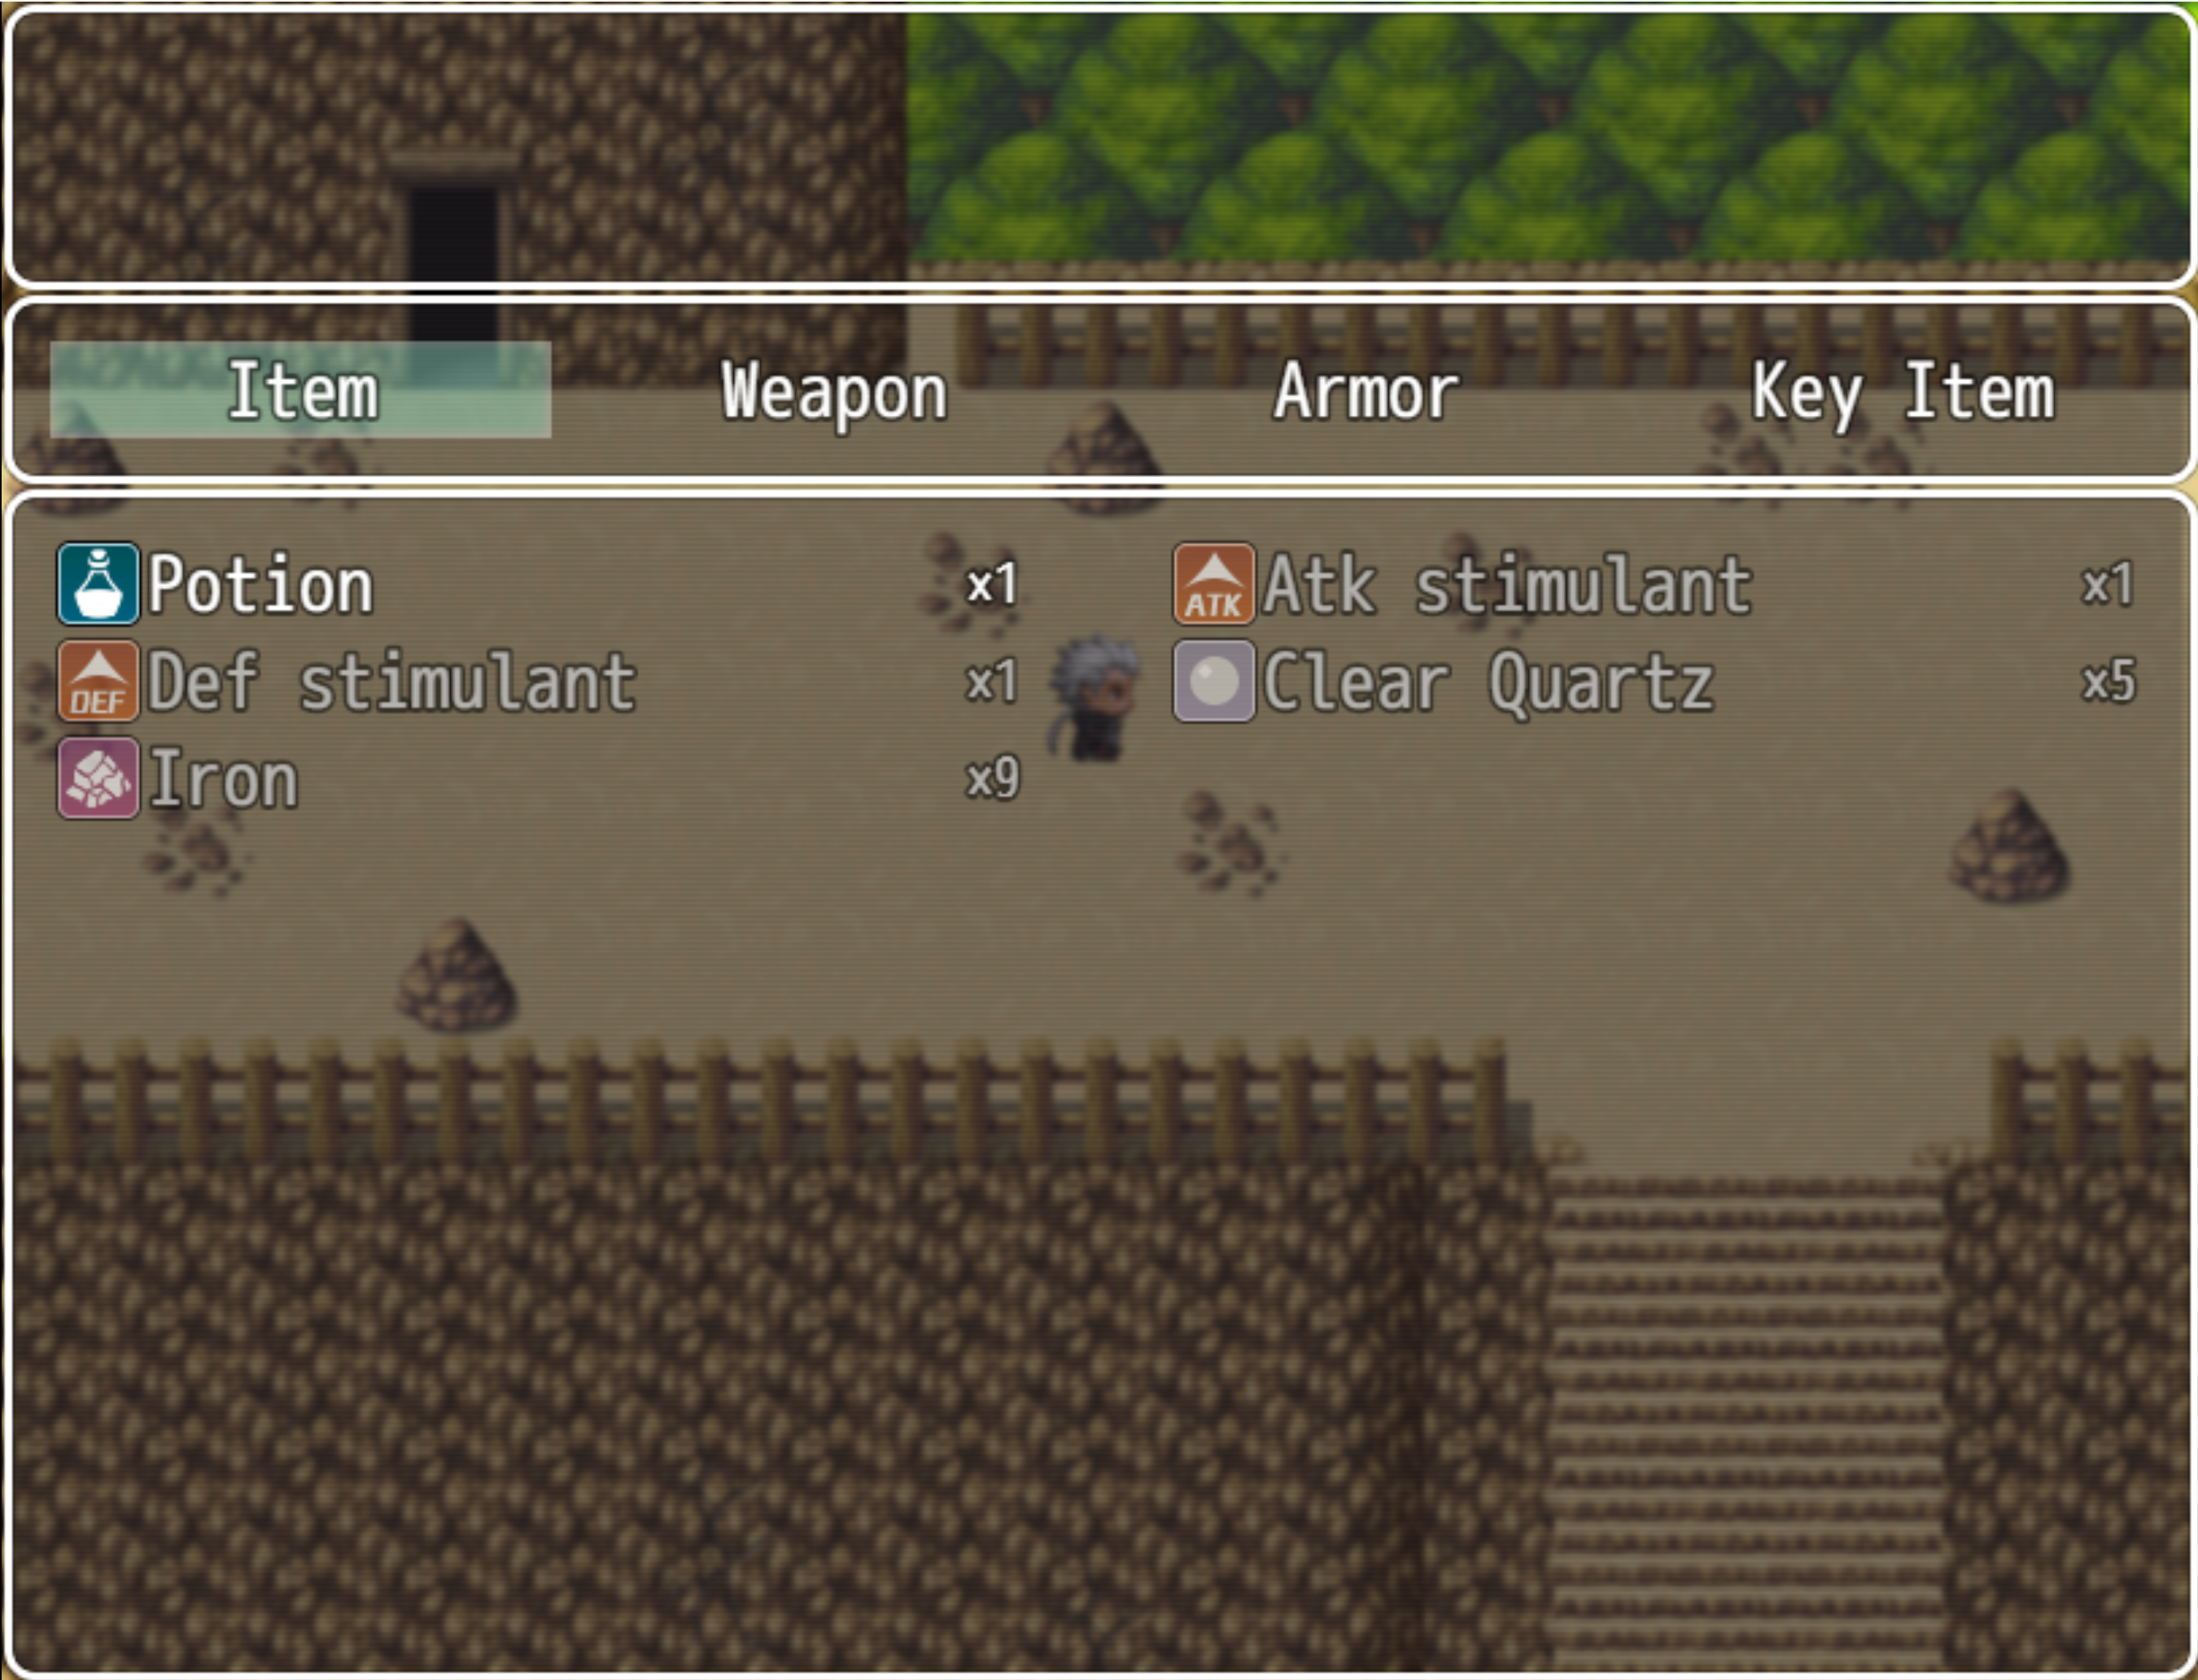 Item Weapon Armor Key Item
Potion x1 ATK Atk stimulant x1
DEF Def stimulant x1 Clear Quartz x5
Iron x9